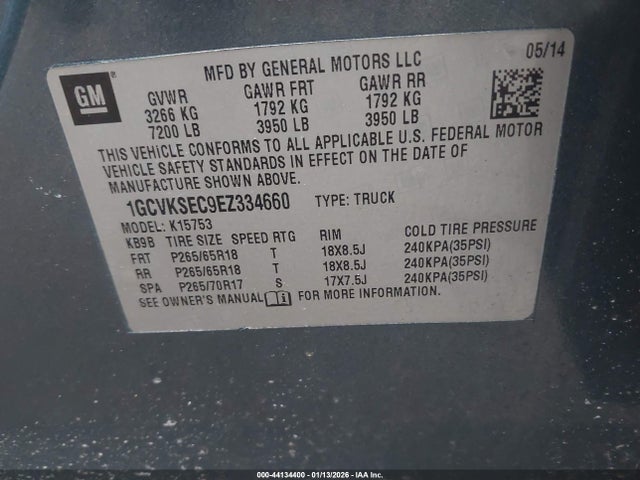 GM
MFD BY GENERAL MOTORS LLC
05/14
GVWR GAWR FRT GAWR RR
3266 KG 1792 KG 1792 KG
7200 LB 3950 LB 3950 LB
THIS VEHICLE CONFORMS TO ALL APPLICABLE U.S. FEDERAL MOTOR
VEHICLE SAFETY STANDARDS IN EFFECT ON THE DATE OF
MANUFACTURE SHOWN ABOVE.
1GCVKSEC9EZ334660 TYPE: TRUCK
MODEL: K15753
KB9B TIRE SIZE SPEED RTG RIM COLD TIRE PRESSURE
FRT P265/65R18 T 18X8.5J 240KPA(35PSI)
RR P265/65R18 T 18X8.5J 240KPA(35PSI)
SPA P265/70R17 S 17X7.5J 240KPA(35PSI)
SEE OWNER'S MANUAL FOR MORE INFORMATION.
000-44134400 - 01/13/2026 - IAA Inc.